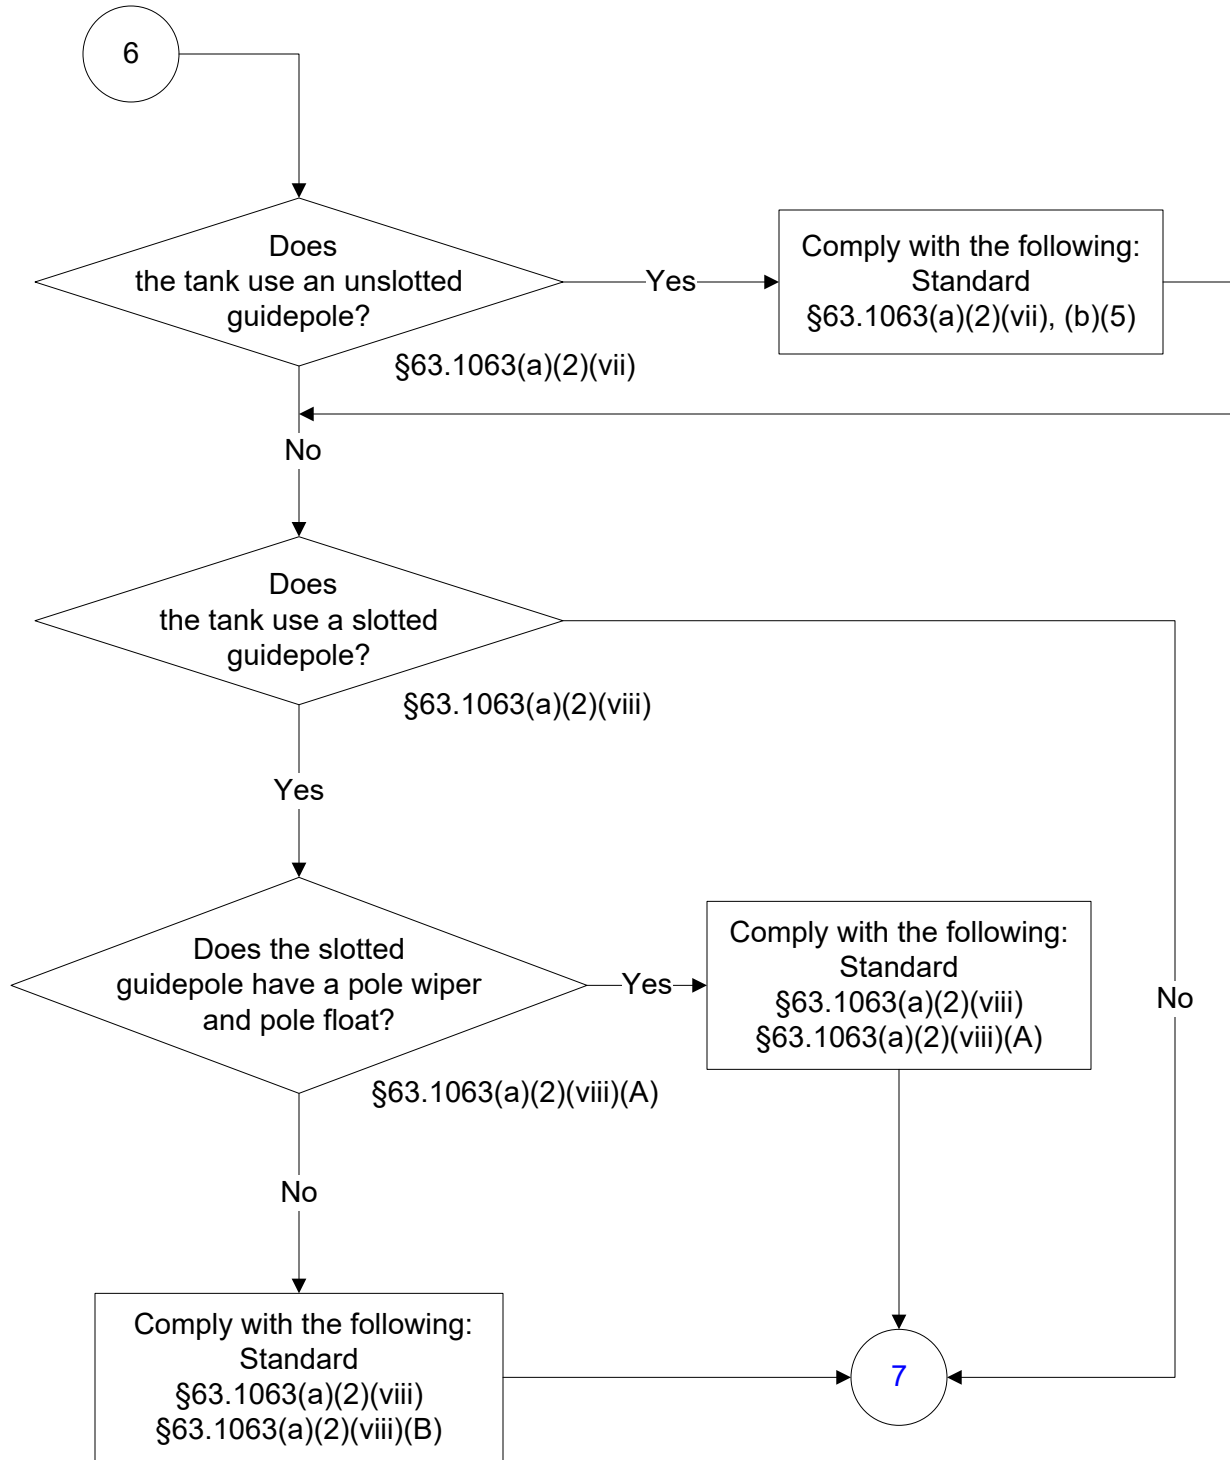 6
Does
the tank use an unslotted
guidepole?
§63.1063(a)(2)(vii)
Yes
Comply with the following:
Standard
§63.1063(a)(2)(vii), (b)(5)
No
Does
the tank use a slotted
guidepole?
§63.1063(a)(2)(viii)
Yes
No
Does the slotted
guidepole have a pole wiper
and pole float?
§63.1063(a)(2)(viii)(A)
Yes
Comply with the following:
Standard
§63.1063(a)(2)(viii)
§63.1063(a)(2)(viii)(A)
No
Comply with the following:
Standard
§63.1063(a)(2)(viii)
§63.1063(a)(2)(viii)(B)
7